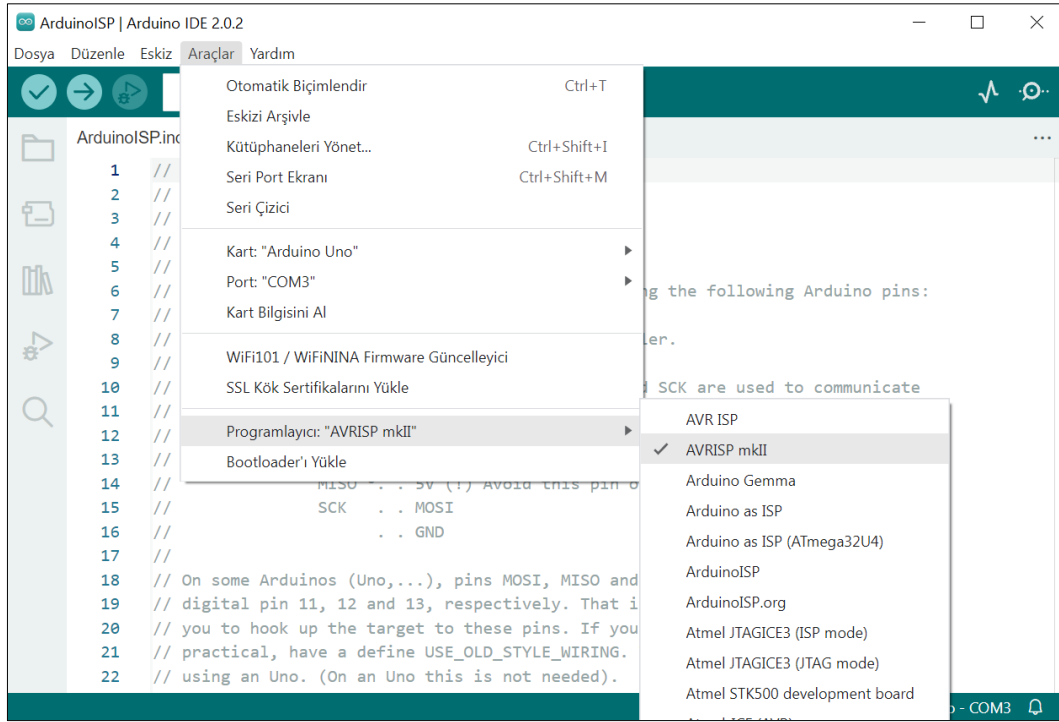 ArduinoISP | Arduino IDE 2.0.2
Dosya Düzenle Eskiz Araçlar Yardım
Otomatik Biçimlendir Ctrl+T
Eskizi Arşivle
Kütüphaneleri Yönet... Ctrl+Shift+I
Seri Port Ekranı Ctrl+Shift+M
Seri Çizici
Kart: "Arduino Uno"
Port: "COM3"
Kart Bilgisini Al
WiFi101 / WiFiNINA Firmware Güncelleyici
SSL Kök Sertifikalarını Yükle
Programlayıcı: "AVRISP mkII"
Bootloader'ı Yükle
AVR ISP
AVRISP mkII
Arduino Gemma
Arduino as ISP
Arduino as ISP (ATmega32U4)
ArduinoISP
ArduinoISP.org
Atmel JTAGICE3 (ISP mode)
Atmel JTAGICE3 (JTAG mode)
Atmel STK500 development board
ArduinoISP.ino
1 //
2 //
3 //
4 //
5 //
6 // the following Arduino pins:
7 //
8 //
9 //
10 // SCK are used to communicate
11 //
12 //
13 //
14 // MISO . . 5V (!) Avoid this pin
15 // SCK . . MOSI
16 // . . GND
17 //
18 // On some Arduinos (Uno,...), pins MOSI, MISO and
19 // digital pin 11, 12 and 13, respectively. That
20 // you to hook up the target to these pins. If you
21 // practical, have a define USE_OLD_STYLE_WIRING.
22 // using an Uno. (On an Uno this is not needed).
- COM3